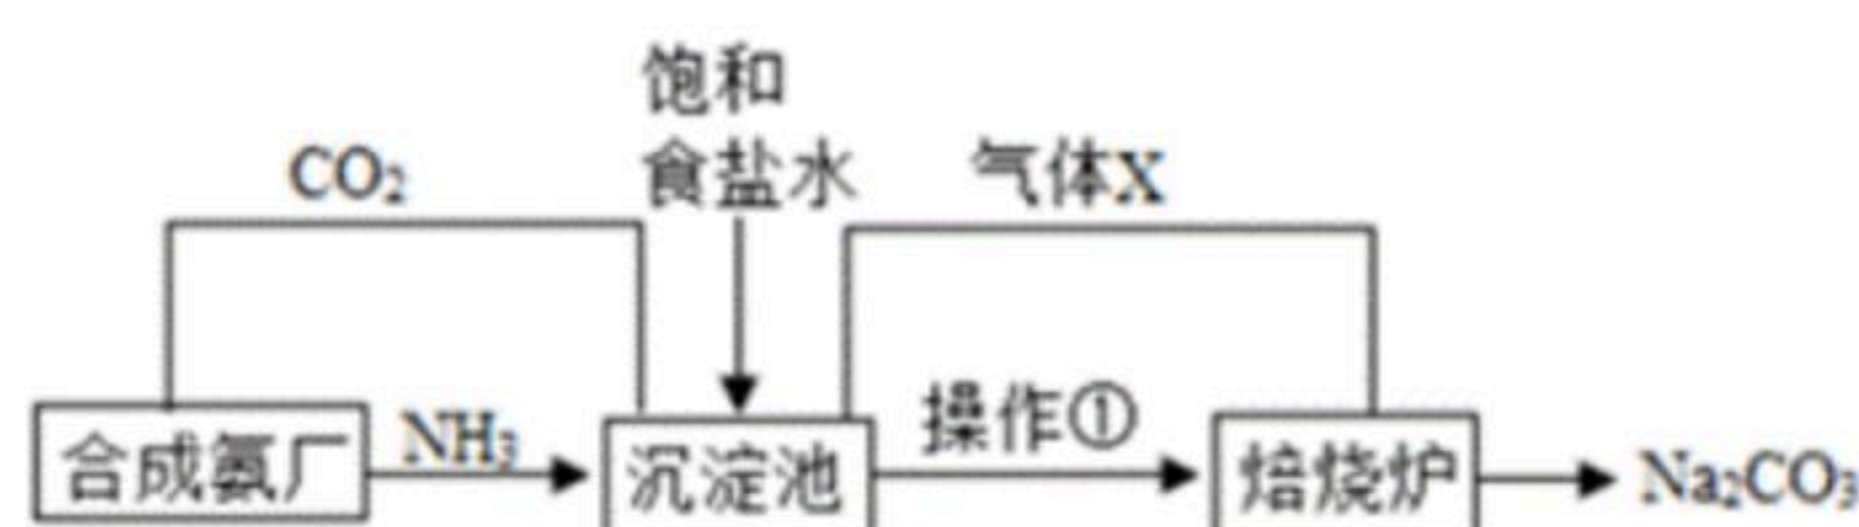 饱和
食盐水
CO₂
气体X
合成氨厂
NH₃
沉淀池
操作①
焙烧炉
Na₂CO₃